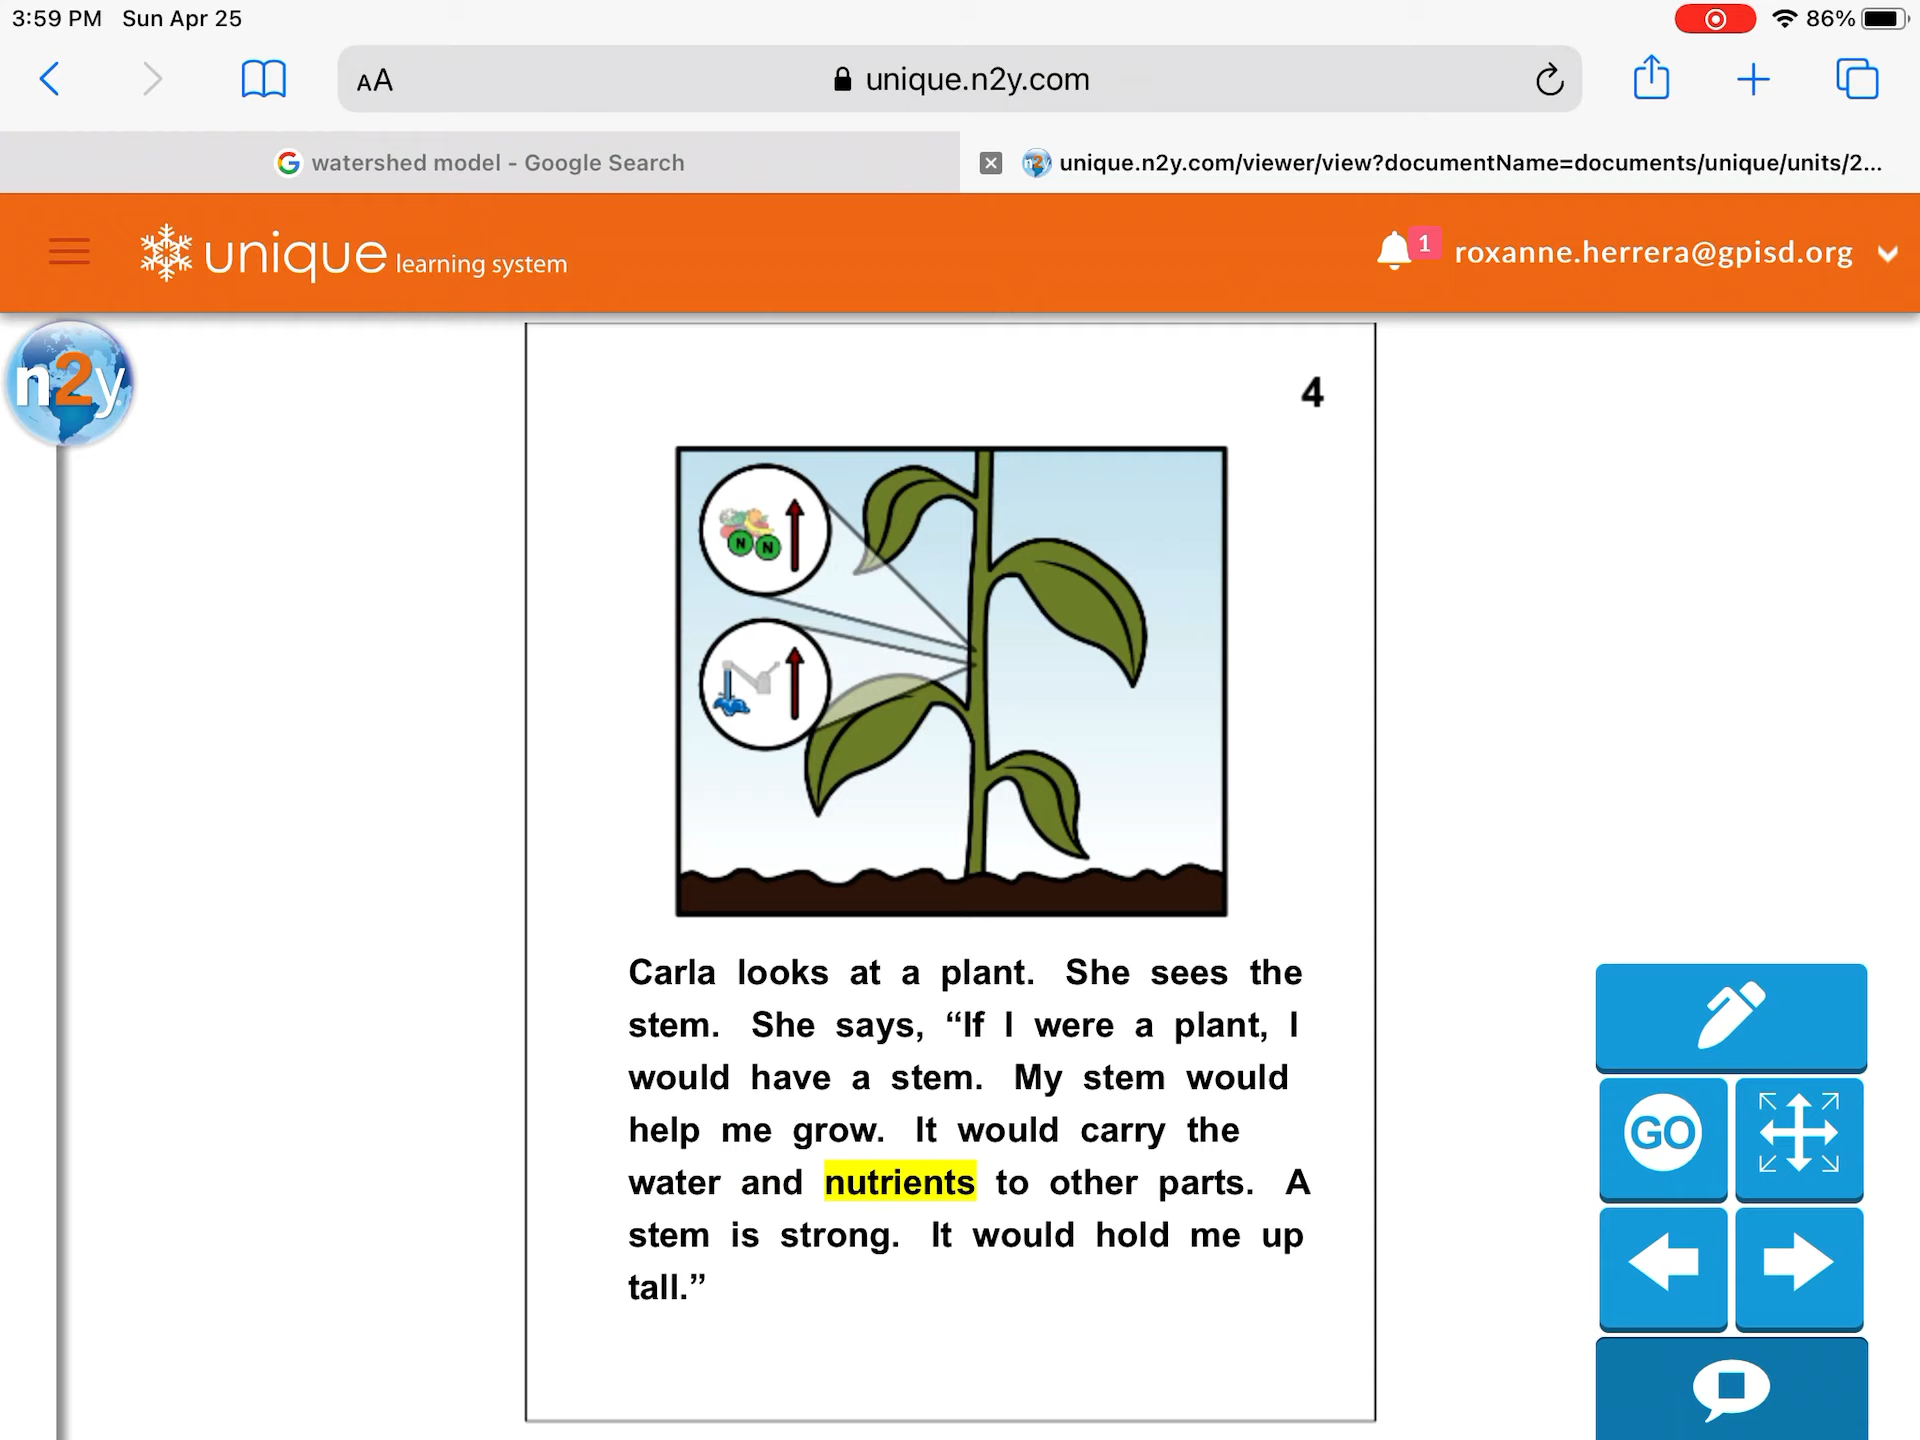 3:59 PM Sun Apr 25
86%
AA
unique.n2y.com
watershed model - Google Search
unique.n2y.com/viewer/view?documentName=documents/unique/units/2...
unique learning system
1
roxanne.herrera@gpisd.org
n2y
4
N N
Carla looks at a plant. She sees the
stem. She says, “If I were a plant, I
would have a stem. My stem would
help me grow. It would carry the
water and nutrients to other parts. A
stem is strong. It would hold me up
tall.”
GO